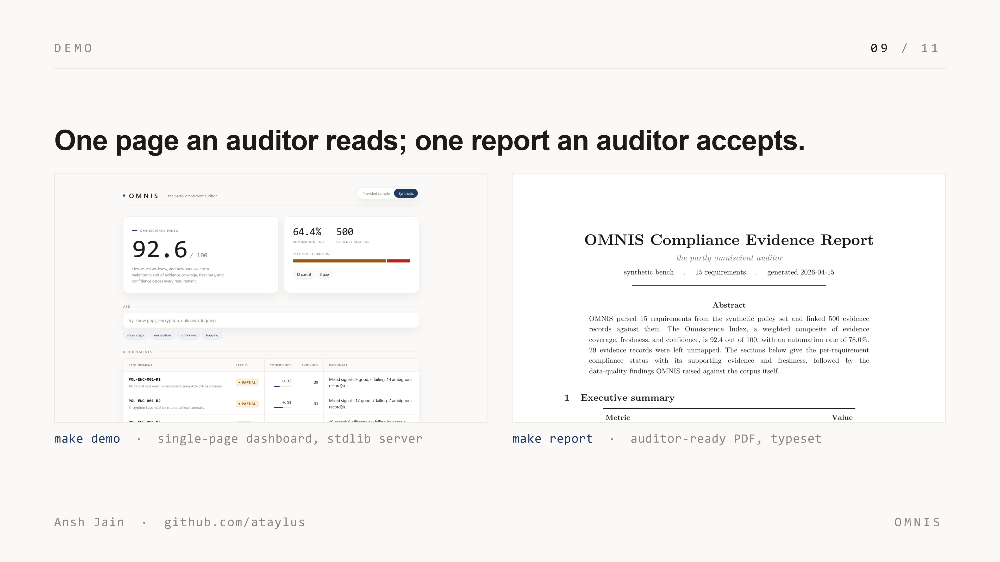 DEMO
09 / 11
One page an auditor reads; one report an auditor accepts.
OMNIS
the partly omniscient auditor
Provided sample
Synthetic
OMNISCIENCE INDEX
92.6 / 100
How much we know, and how sure we are: a
weighted blend of evidence coverage, freshness, and
confidence across every requirement.
64.4%
AUTOMATION RATE
500
EVIDENCE RECORDS
STATUS DISTRIBUTION
12 partial
3 gap
ASK
Try: show gaps, encryption, unknown, logging
show gaps
encryption
unknown
logging
REQUIREMENTS
REQUIREMENT
STATUS
CONFIDENCE
EVIDENCE
RATIONALE
POL-ENC-001-R1
All data at rest must be encrypted using AES-256 or stronger
PARTIAL
0.33
29
Mixed signals: 9 good, 6 failing, 14 ambiguous
record(s).
POL-ENC-001-R2
Encryption keys must be rotated at least annually
PARTIAL
0.51
31
Mixed signals: 17 good, 7 failing, 7 ambiguous
record(s).
POL-ENC-001-R3
10 record(s) affirmatively failing (rejected /
make demo · single-page dashboard, stdlib server
OMNIS Compliance Evidence Report
the partly omniscient auditor
synthetic bench . 15 requirements . generated 2026-04-15
Abstract
OMNIS parsed 15 requirements from the synthetic policy set and linked 500 evidence
records against them. The Omniscience Index, a weighted composite of evidence
coverage, freshness, and confidence, is 92.4 out of 100, with an automation rate of 78.0%.
29 evidence records were left unmapped. The sections below give the per-requirement
compliance status with its supporting evidence and freshness, followed by the
data-quality findings OMNIS raised against the corpus itself.
1 Executive summary
Metric
Value
make report · auditor-ready PDF, typeset
Ansh Jain · github.com/ataylus
OMNIS